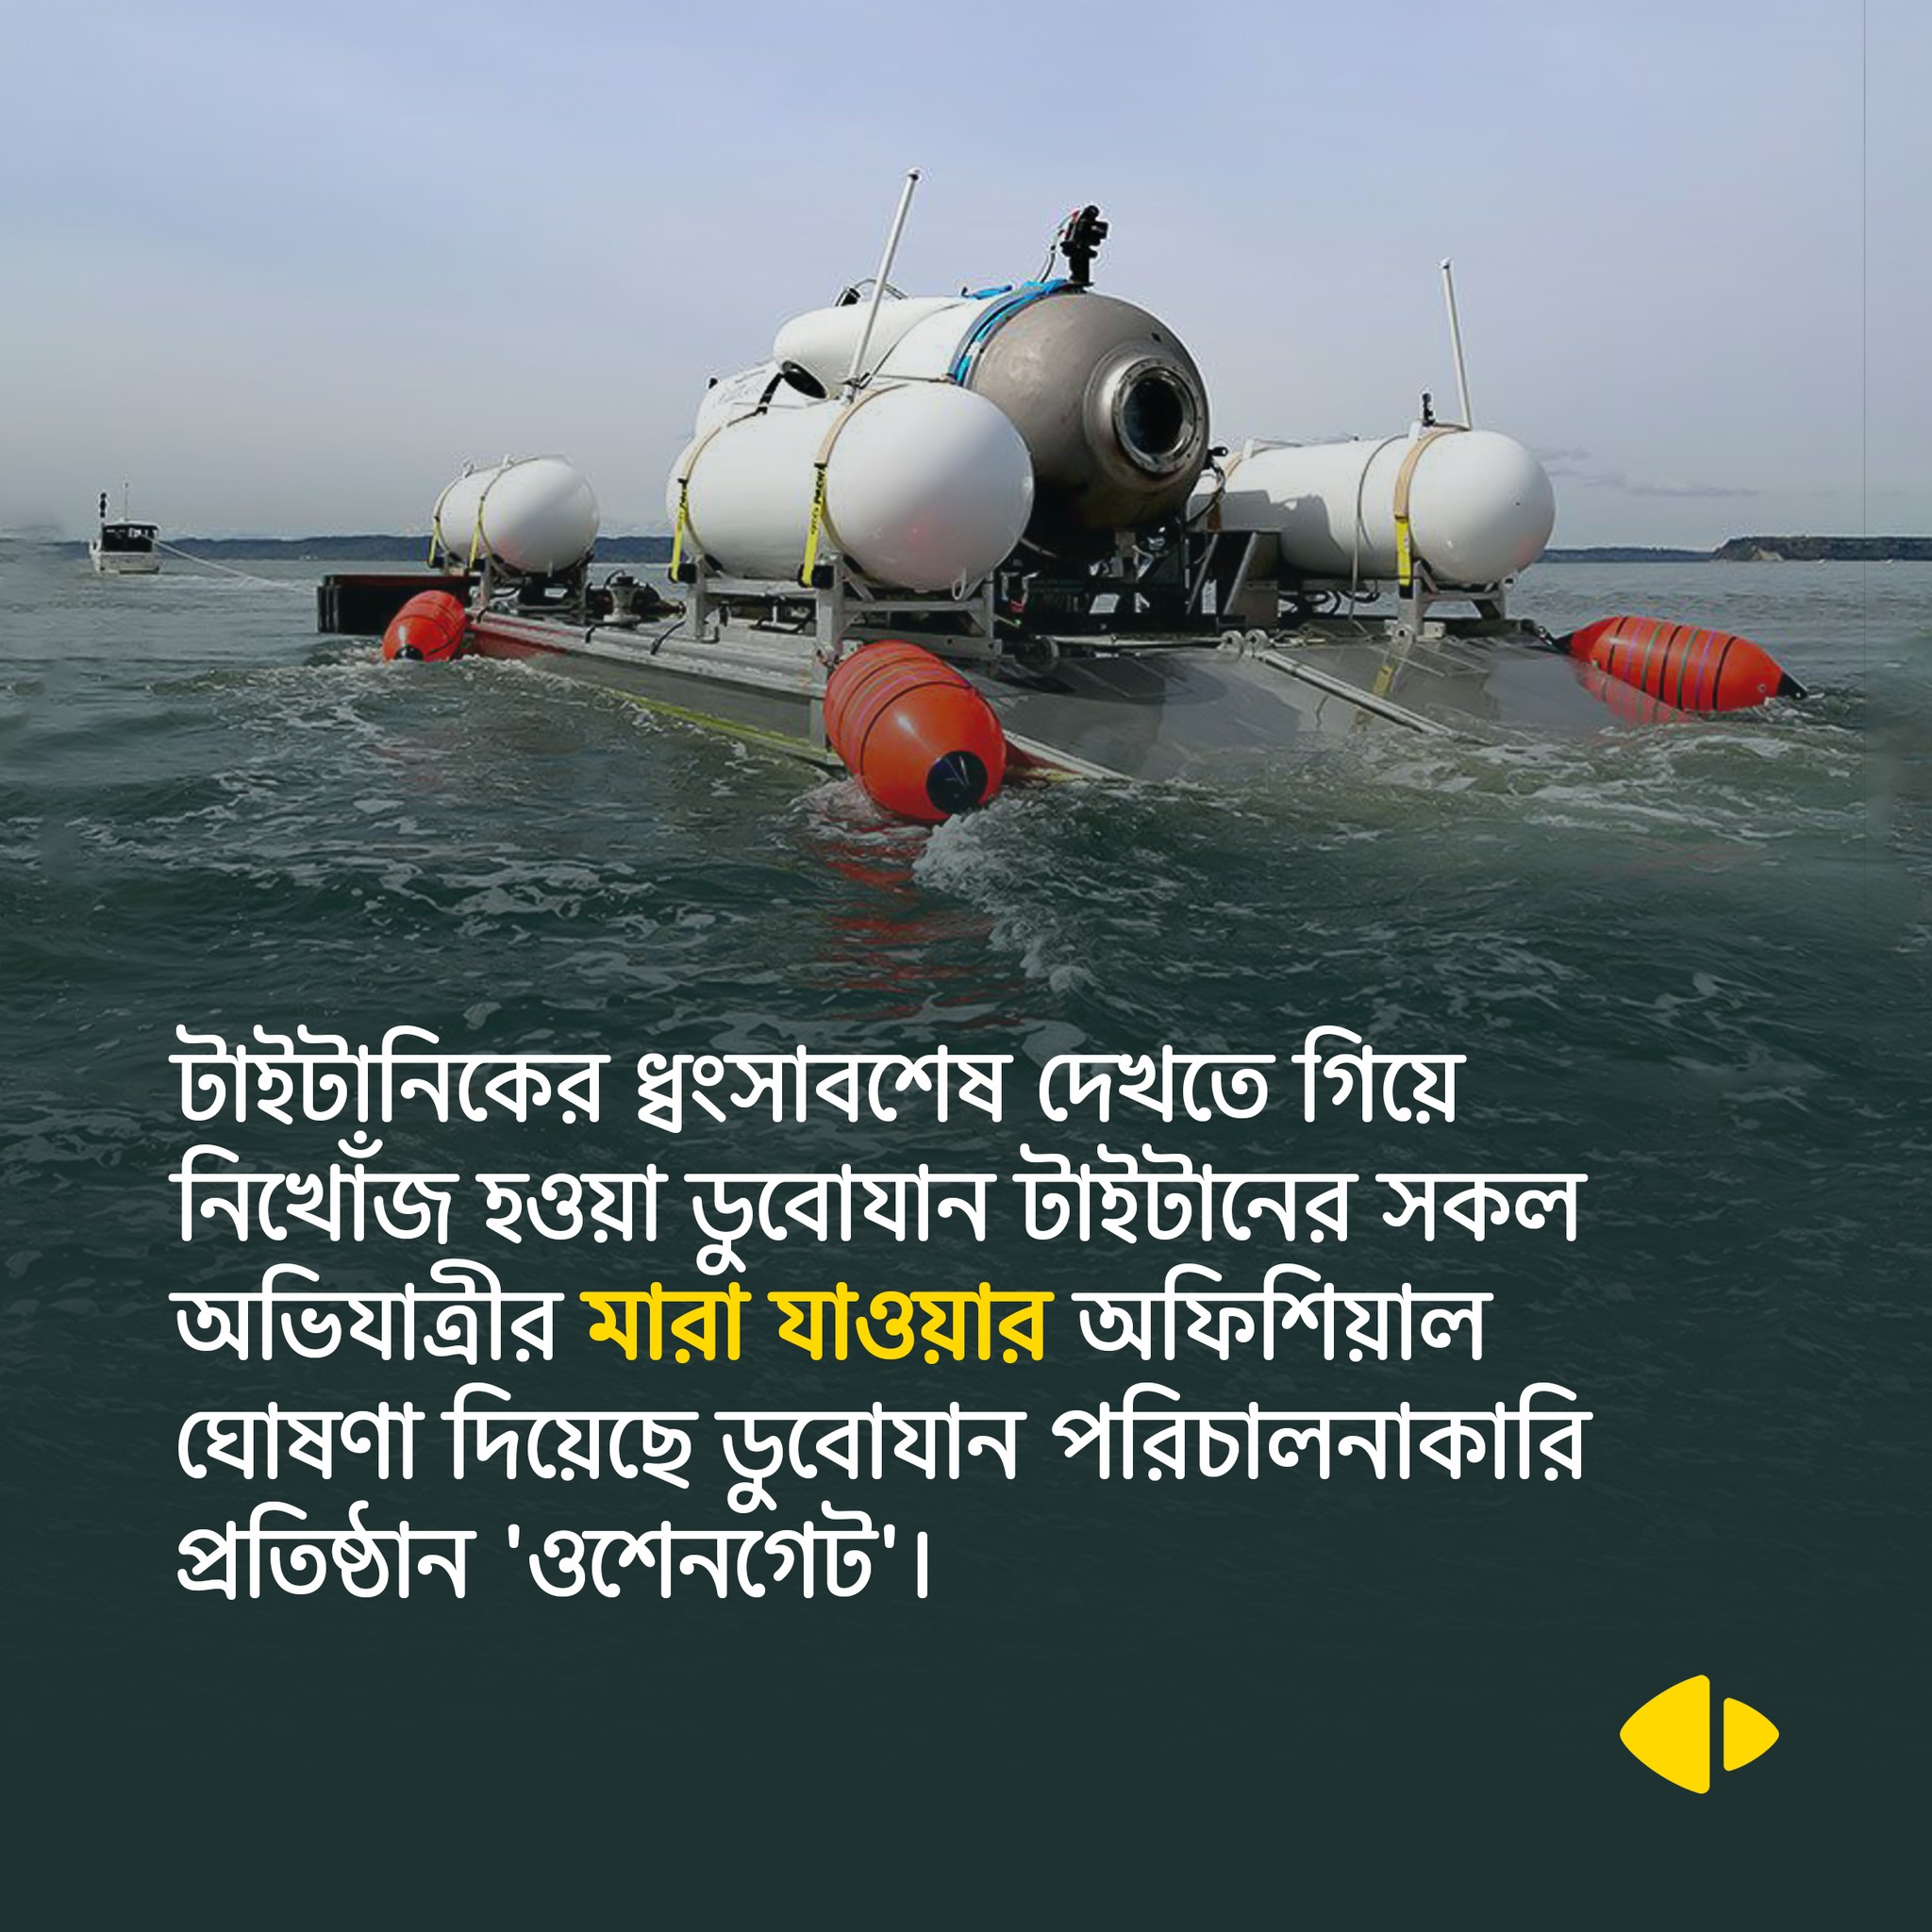 টাইটানিকের ধ্বংসাবশেষ দেখতে গিয়ে
নিখোঁজ হওয়া ডুবোযান টাইটানের সকল
অভিযাত্রীর মারা যাওয়ার অফিশিয়াল
ঘোষণা দিয়েছে ডুবোযান পরিচালনাকারি
প্রতিষ্ঠান 'ওশেনগেট'।